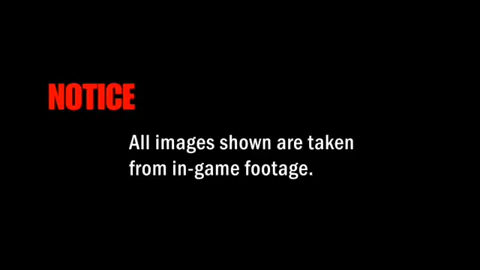 NOTICE
All images shown are taken
from in-game footage.